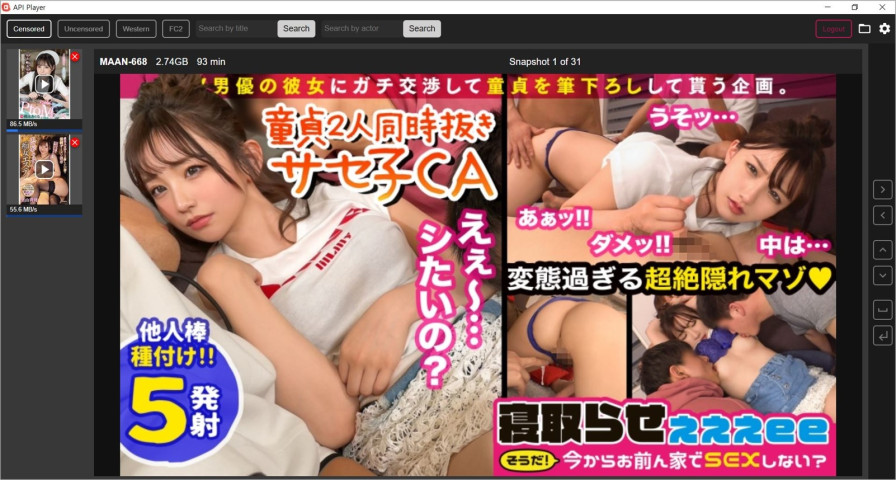 API Player
Censored
Uncensored
Western
FC2
Search by title
Search
Search by actor
Search
Logout
MAAN-668 2.74GB 93 min
Snapshot 1 of 31
86.5 MB/s
55.6 MB/s
男優の彼女にガチ交渉して童貞を筆下ろしして貰う企画。
童貞2人同時抜き
サセ子CA
ええ～…
シたいの？
他人棒
種付け!!
5発射
うそッ…
あぁッ!!
ダメッ!!
中は…
変態過ぎる超絶隠れマゾ♥
寝取らせぇぇぇee
そうだ!
今からお前ん家でSEXしない？